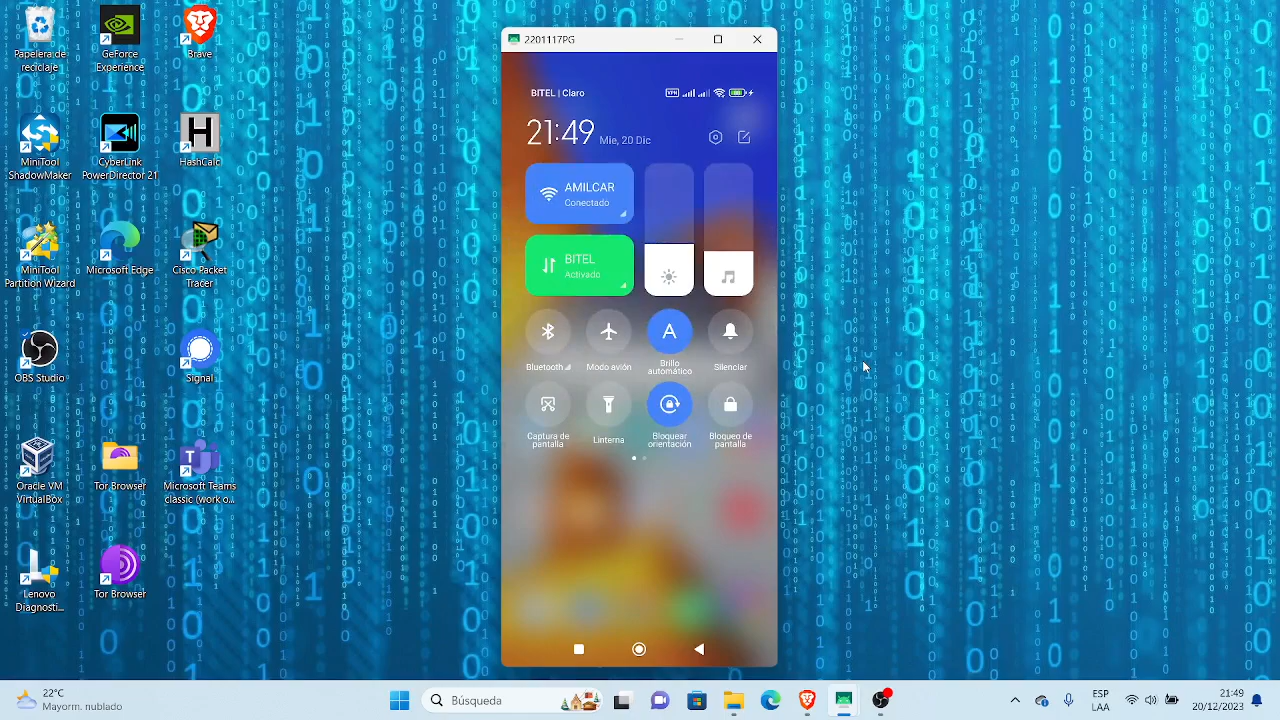 Papelera de
reciclaje
GeForce
Experience
Brave
MiniTool
ShadowMaker
CyberLink
PowerDirector 21
HashCalc
MiniTool
Partition Wizard
Microsoft Edge
Cisco Packet
Tracer
OBS Studio
Signal
Oracle VM
VirtualBox
Tor Browser
Microsoft Teams
classic (work o...
Lenovo
Diagnosti...
Tor Browser
2201117PG
BITEL | Claro
VPN
21:49 Mie, 20 Dic
AMILCAR
Conectado
BITEL
Activado
Bluetooth
Modo avión
Brillo
automático
Silenciar
Captura de
pantalla
Linterna
Bloquear
orientación
Bloqueo de
pantalla
22°C
Mayorm. nublado
Búsqueda
ESP
LAA
21:49
20/12/2023